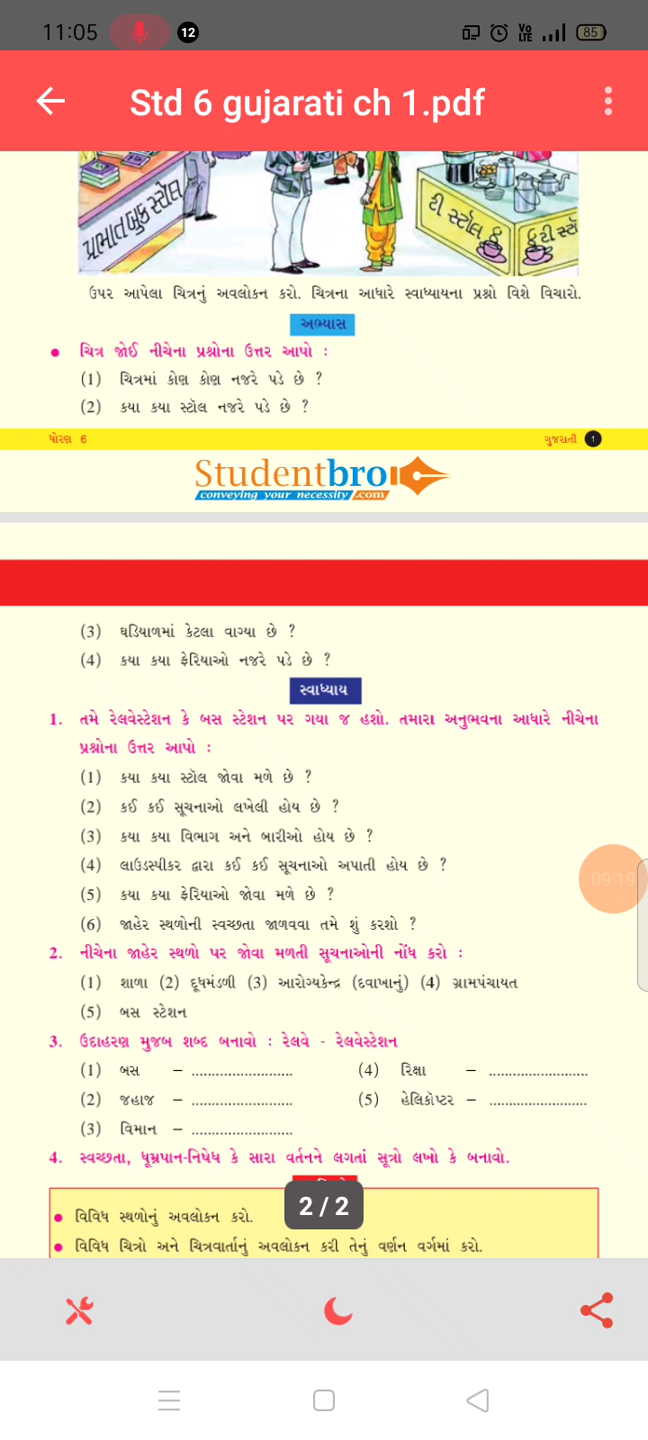 11:05
12
Vo
LTE
85
Std 6 gujarati ch 1.pdf
પ્રભાત બુક સ્ટૉલ
ટી સ્ટૉલ
ટી સ્ટૉ
ઉપર આપેલા ચિત્રનું અવલોકન કરો. ચિત્રના આધારે સ્વાધ્યાયના પ્રશ્નો વિશે વિચારો.
અભ્યાસ
● ચિત્ર જોઈ નીચેના પ્રશ્નોના ઉત્તર આપો :
(1) ચિત્રમાં કોણ કોણ નજરે પડે છે ?
(2) કયા કયા સ્ટૉલ નજરે પડે છે ?
ધોરણ 6
ગુજરાતી 1
Studentbro
conveying your necessity .com
(3) ઘડિયાળમાં કેટલા વાગ્યા છે ?
(4) કયા કયા ફેરિયાઓ નજરે પડે છે ?
સ્વાધ્યાય
1. તમે રેલવેસ્ટેશન કે બસ સ્ટેશન પર ગયા જ હશો. તમારા અનુભવના આધારે નીચેના
પ્રશ્નોના ઉત્તર આપો :
(1) કયા કયા સ્ટૉલ જોવા મળે છે ?
(2) કઈ કઈ સૂચનાઓ લખેલી હોય છે ?
(3) કયા કયા વિભાગ અને બારીઓ હોય છે ?
(4) લાઉડસ્પીકર દ્વારા કઈ કઈ સૂચનાઓ અપાતી હોય છે ?
(5) કયા કયા ફેરિયાઓ જોવા મળે છે ?
09:19
(6) જાહેર સ્થળોની સ્વચ્છતા જાળવવા તમે શું કરશો ?
2. નીચેના જાહેર સ્થળો પર જોવા મળતી સૂચનાઓની નોંધ કરો :
(1) શાળા (2) દૂધમંડળી (3) આરોગ્યકેન્દ્ર (દવાખાનું) (4) ગ્રામપંચાયત
(5) બસ સ્ટેશન
3. ઉદાહરણ મુજબ શબ્દ બનાવો : રેલવે - રેલવેસ્ટેશન
(1) બસ – ......................... (4) રિક્ષા – .........................
(2) જહાજ – ......................... (5) હેલિકૉપ્ટર – .........................
(3) વિમાન – .........................
4. સ્વચ્છતા, ધૂમ્રપાન-નિષેધ કે સારા વર્તનને લગતાં સૂત્રો લખો કે બનાવો.
2 / 2
● વિવિધ સ્થળોનું અવલોકન કરો.
● વિવિધ ચિત્રો અને ચિત્રવાર્તાનું અવલોકન કરી તેનું વર્ણન વર્ગમાં કરો.